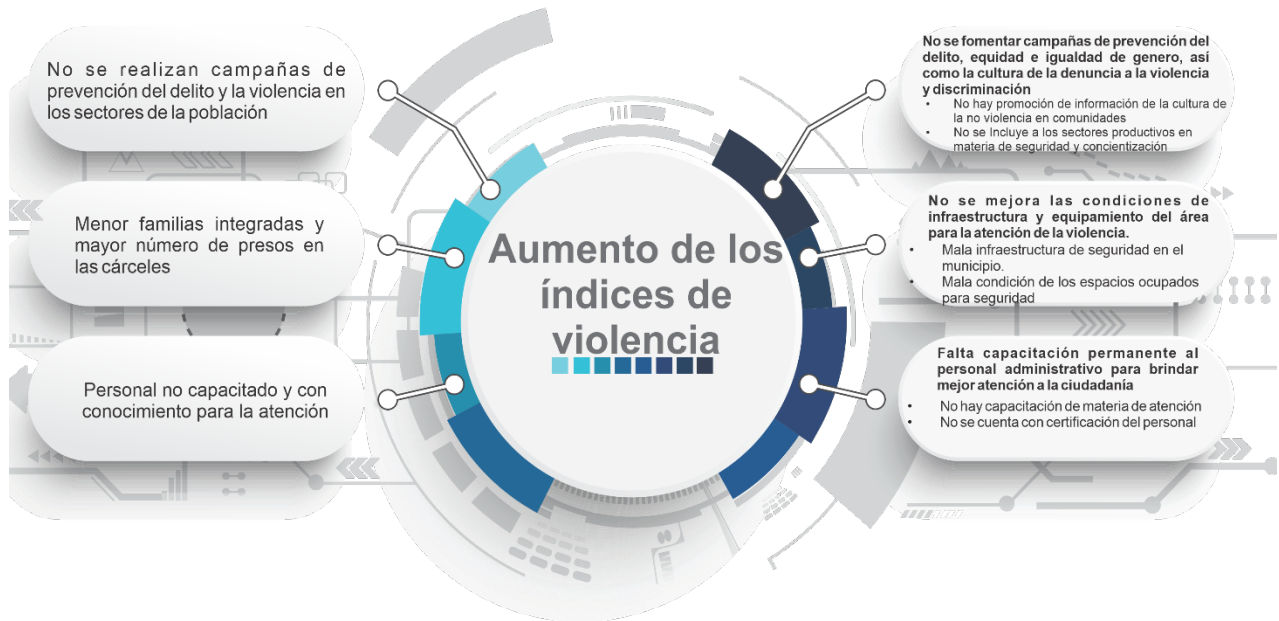 No se realizan campañas de
prevención del delito y la violencia en
los sectores de la población
Menor familias integradas y
mayor número de presos en
las cárceles
Personal no capacitado y con
conocimiento para la atención
Aumento de los
índices de
violencia
No se fomentar campañas de prevención del
delito, equidad e igualdad de genero, así
como la cultura de la denuncia a la violencia
y discriminación
• No hay promoción de información de la cultura de
la no violencia en comunidades
• No se Incluye a los sectores productivos en
materia de seguridad y concientización
No se mejora las condiciones de
infraestructura y equipamiento del área
para la atención de la violencia.
• Mala infraestructura de seguridad en el
municipio.
• Mala condición de los espacios ocupados
para seguridad
Falta capacitación permanente al
personal administrativo para brindar
mejor atención a la ciudadanía
• No hay capacitación de materia de atención
• No se cuenta con certificación del personal